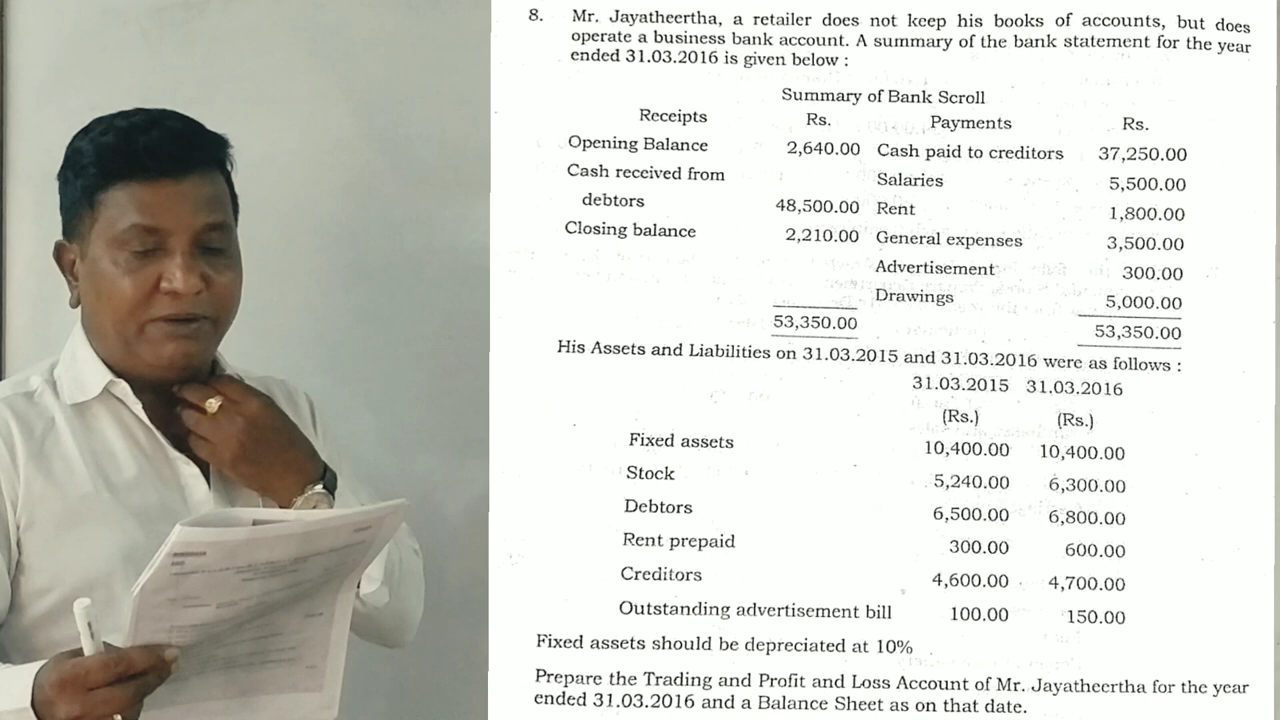 8. Mr. Jayatheertha, a retailer does not keep his books of accounts, but does
operate a business bank account. A summary of the bank statement for the year
ended 31.03.2016 is given below :
Summary of Bank Scroll
Receipts Rs. Payments Rs.
Opening Balance 2,640.00 Cash paid to creditors 37,250.00
Cash received from Salaries 5,500.00
debtors 48,500.00 Rent 1,800.00
Closing balance 2,210.00 General expenses 3,500.00
Advertisement 300.00
Drawings 5,000.00
53,350.00 53,350.00
His Assets and Liabilities on 31.03.2015 and 31.03.2016 were as follows :
31.03.2015 31.03.2016
(Rs.) (Rs.)
Fixed assets 10,400.00 10,400.00
Stock 5,240.00 6,300.00
Debtors 6,500.00 6,800.00
Rent prepaid 300.00 600.00
Creditors 4,600.00 4,700.00
Outstanding advertisement bill 100.00 150.00
Fixed assets should be depreciated at 10%
Prepare the Trading and Profit and Loss Account of Mr. Jayatheertha for the year
ended 31.03.2016 and a Balance Sheet as on that date.